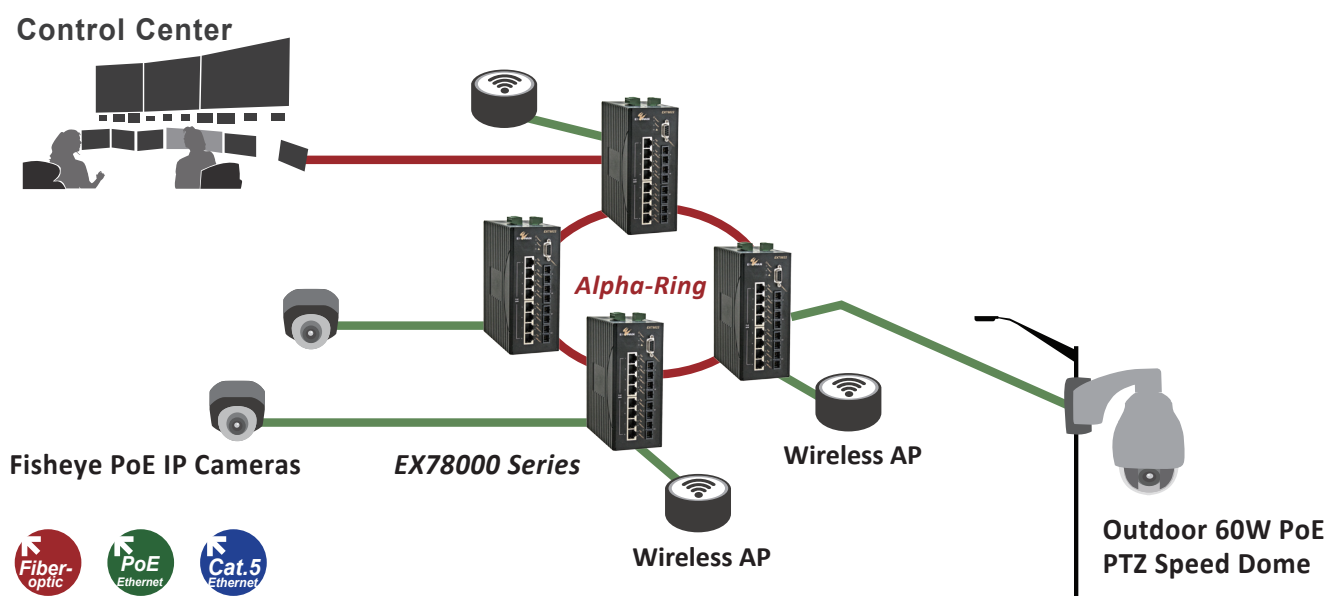 Control Center
Alpha-Ring
Fisheye PoE IP Cameras
EX78000 Series
Wireless AP
Wireless AP
Outdoor 60W PoE
PTZ Speed Dome
Fiber-
optic
PoE
Ethernet
Cat.5
Ethernet